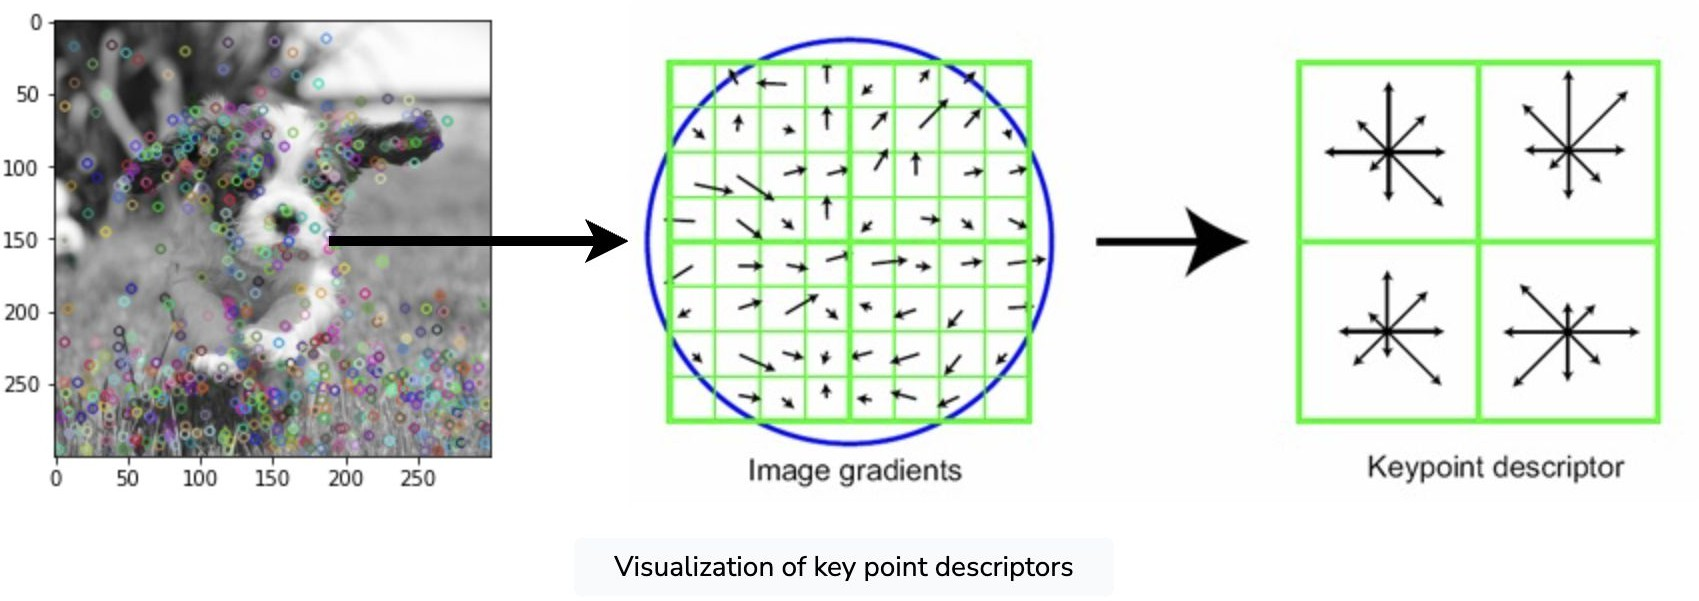 0
50
100
150
200
250
0 50 100 150 200 250
Image gradients
Keypoint descriptor
Visualization of key point descriptors